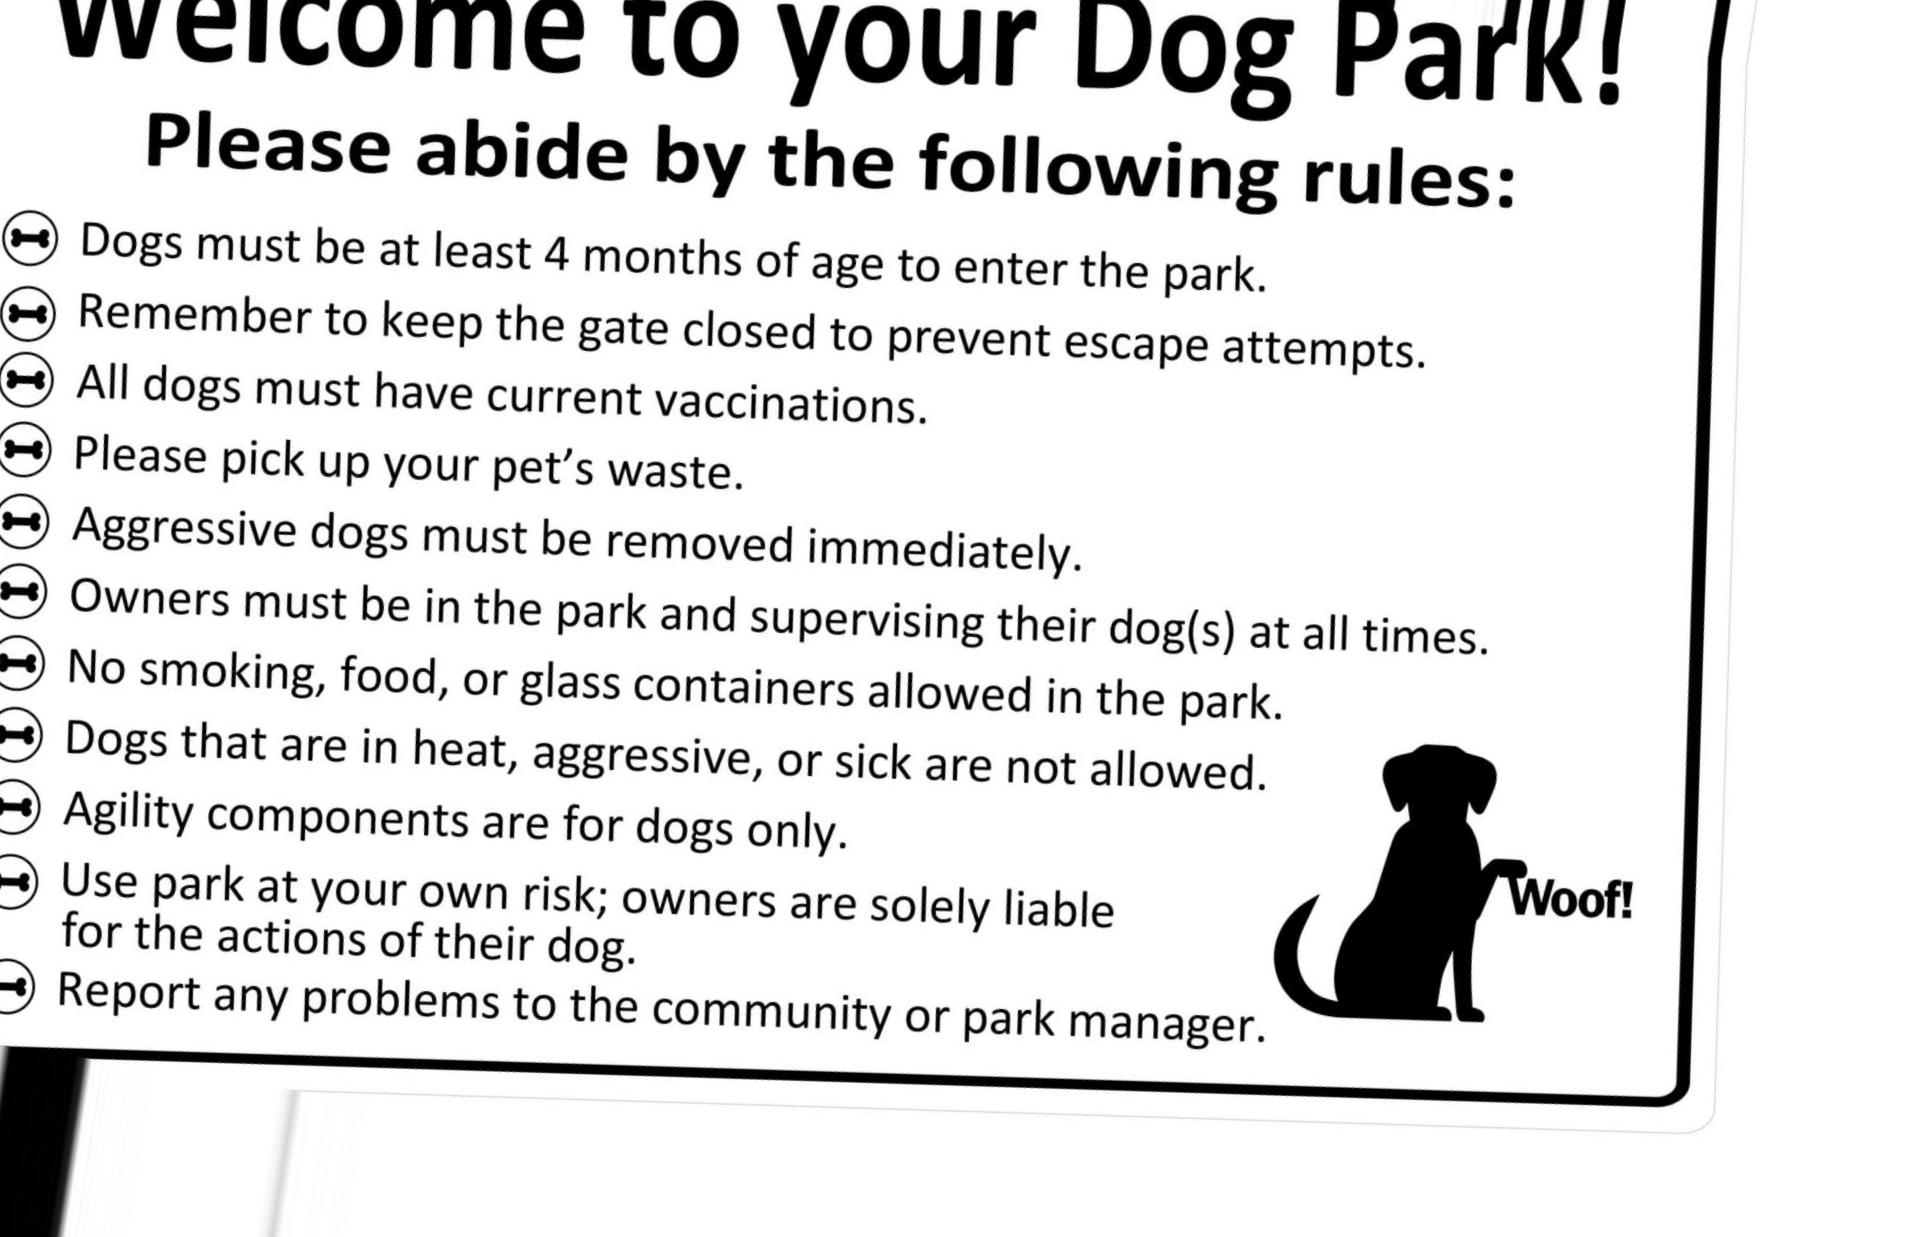 Welcome to your Dog Park!
Please abide by the following rules:
Dogs must be at least 4 months of age to enter the park.
Remember to keep the gate closed to prevent escape attempts.
All dogs must have current vaccinations.
Please pick up your pet's waste.
Aggressive dogs must be removed immediately.
Owners must be in the park and supervising their dog(s) at all times.
No smoking, food, or glass containers allowed in the park.
Dogs that are in heat, aggressive, or sick are not allowed.
Agility components are for dogs only.
Use park at your own risk; owners are solely liable
for the actions of their dog.
Woof!
Report any problems to the community or park manager.